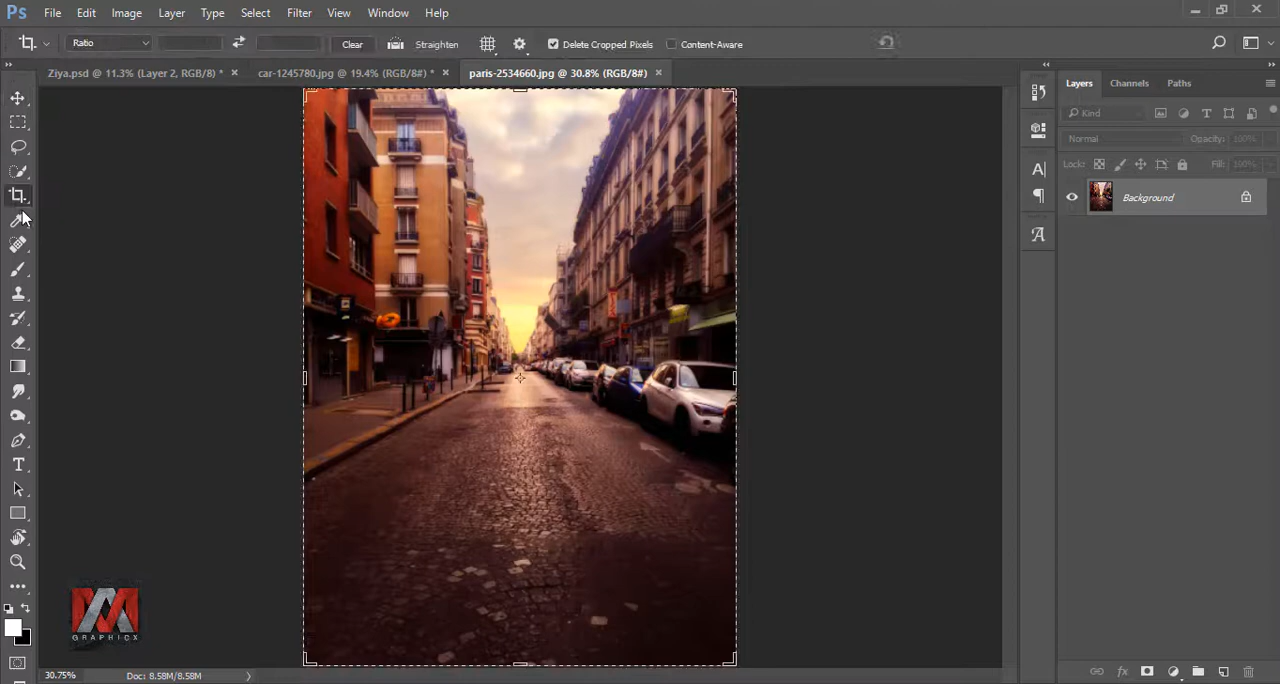 Ps File Edit Image Layer Type Select Filter View Window Help
Ratio Clear Straighten Delete Cropped Pixels Content-Aware
Ziya.psd @ 11.3% (Layer 2, RGB/8) * × car-1245780.jpg @ 19.4% (RGB/8#) * × paris-2534660.jpg @ 30.8% (RGB/8#) ×
Layers Channels Paths
Kind
Normal Opacity: 100%
Lock: Fill: 100%
Background
GRAPHICX
30.75% Doc: 8.58M/8.58M